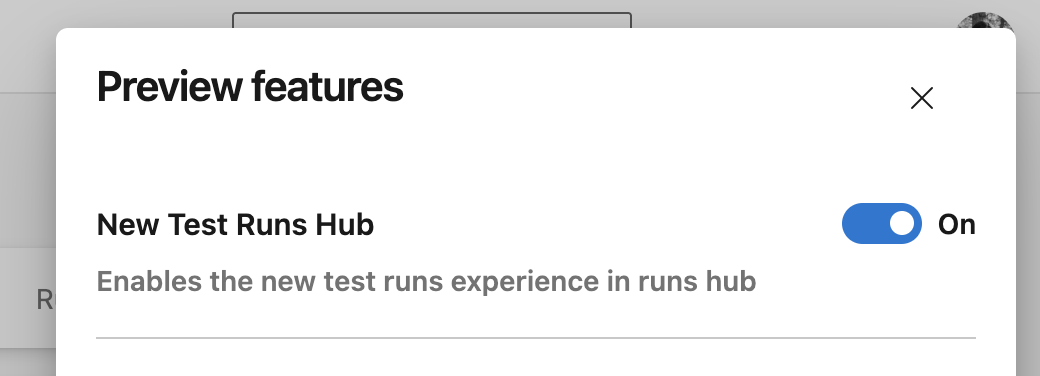 Preview features
New Test Runs Hub
On
Enables the new test runs experience in runs hub